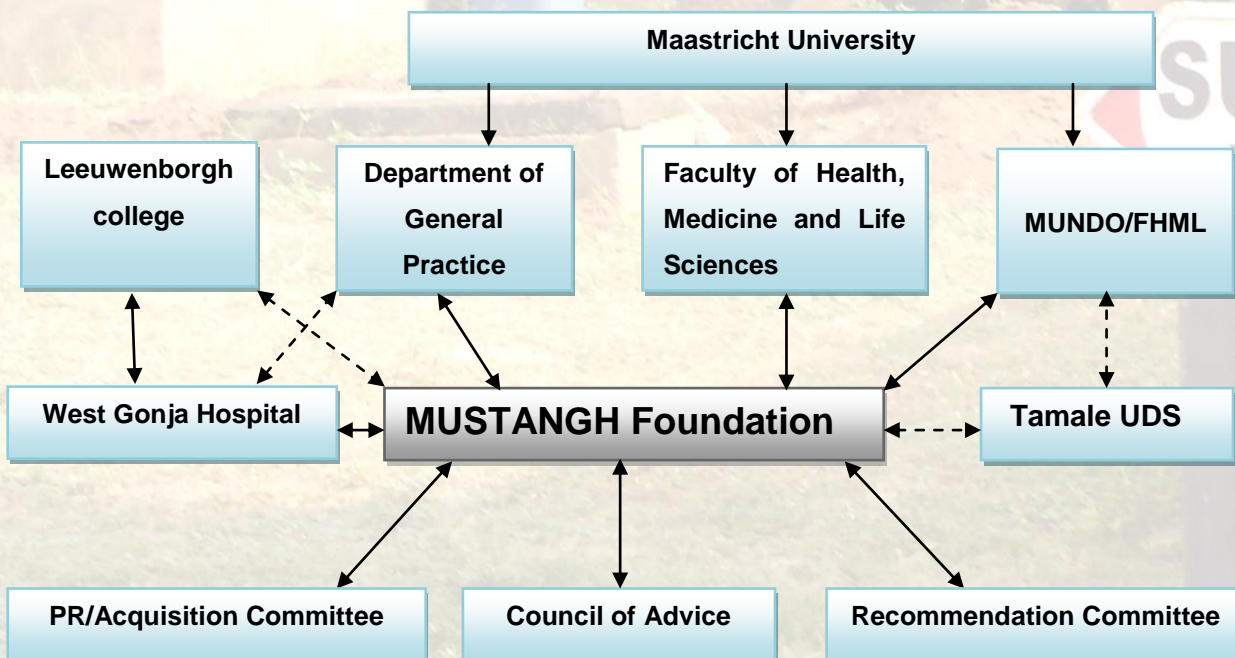 Maastricht University
SU
Leeuwenborgh
college
Department of
General
Practice
Faculty of Health,
Medicine and Life
Sciences
MUNDO/FHML
West Gonja Hospital
MUSTANGH Foundation
Tamale UDS
PR/Acquisition Committee
Council of Advice
Recommendation Committee